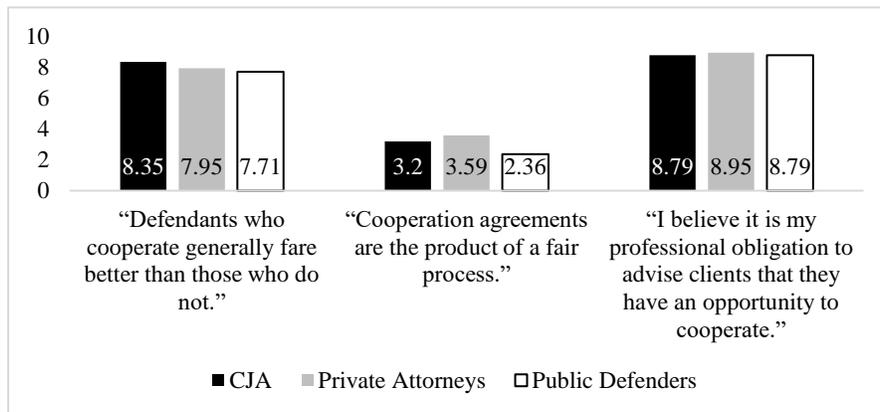 10
8
6
4
2
0
8.35 7.95 7.71
3.2 3.59 2.36
8.79 8.95 8.79
“Defendants who
cooperate generally fare
better than those who do
not.”
“Cooperation agreements
are the product of a fair
process.”
“I believe it is my
professional obligation to
advise clients that they
have an opportunity to
cooperate.”
CJA Private Attorneys Public Defenders